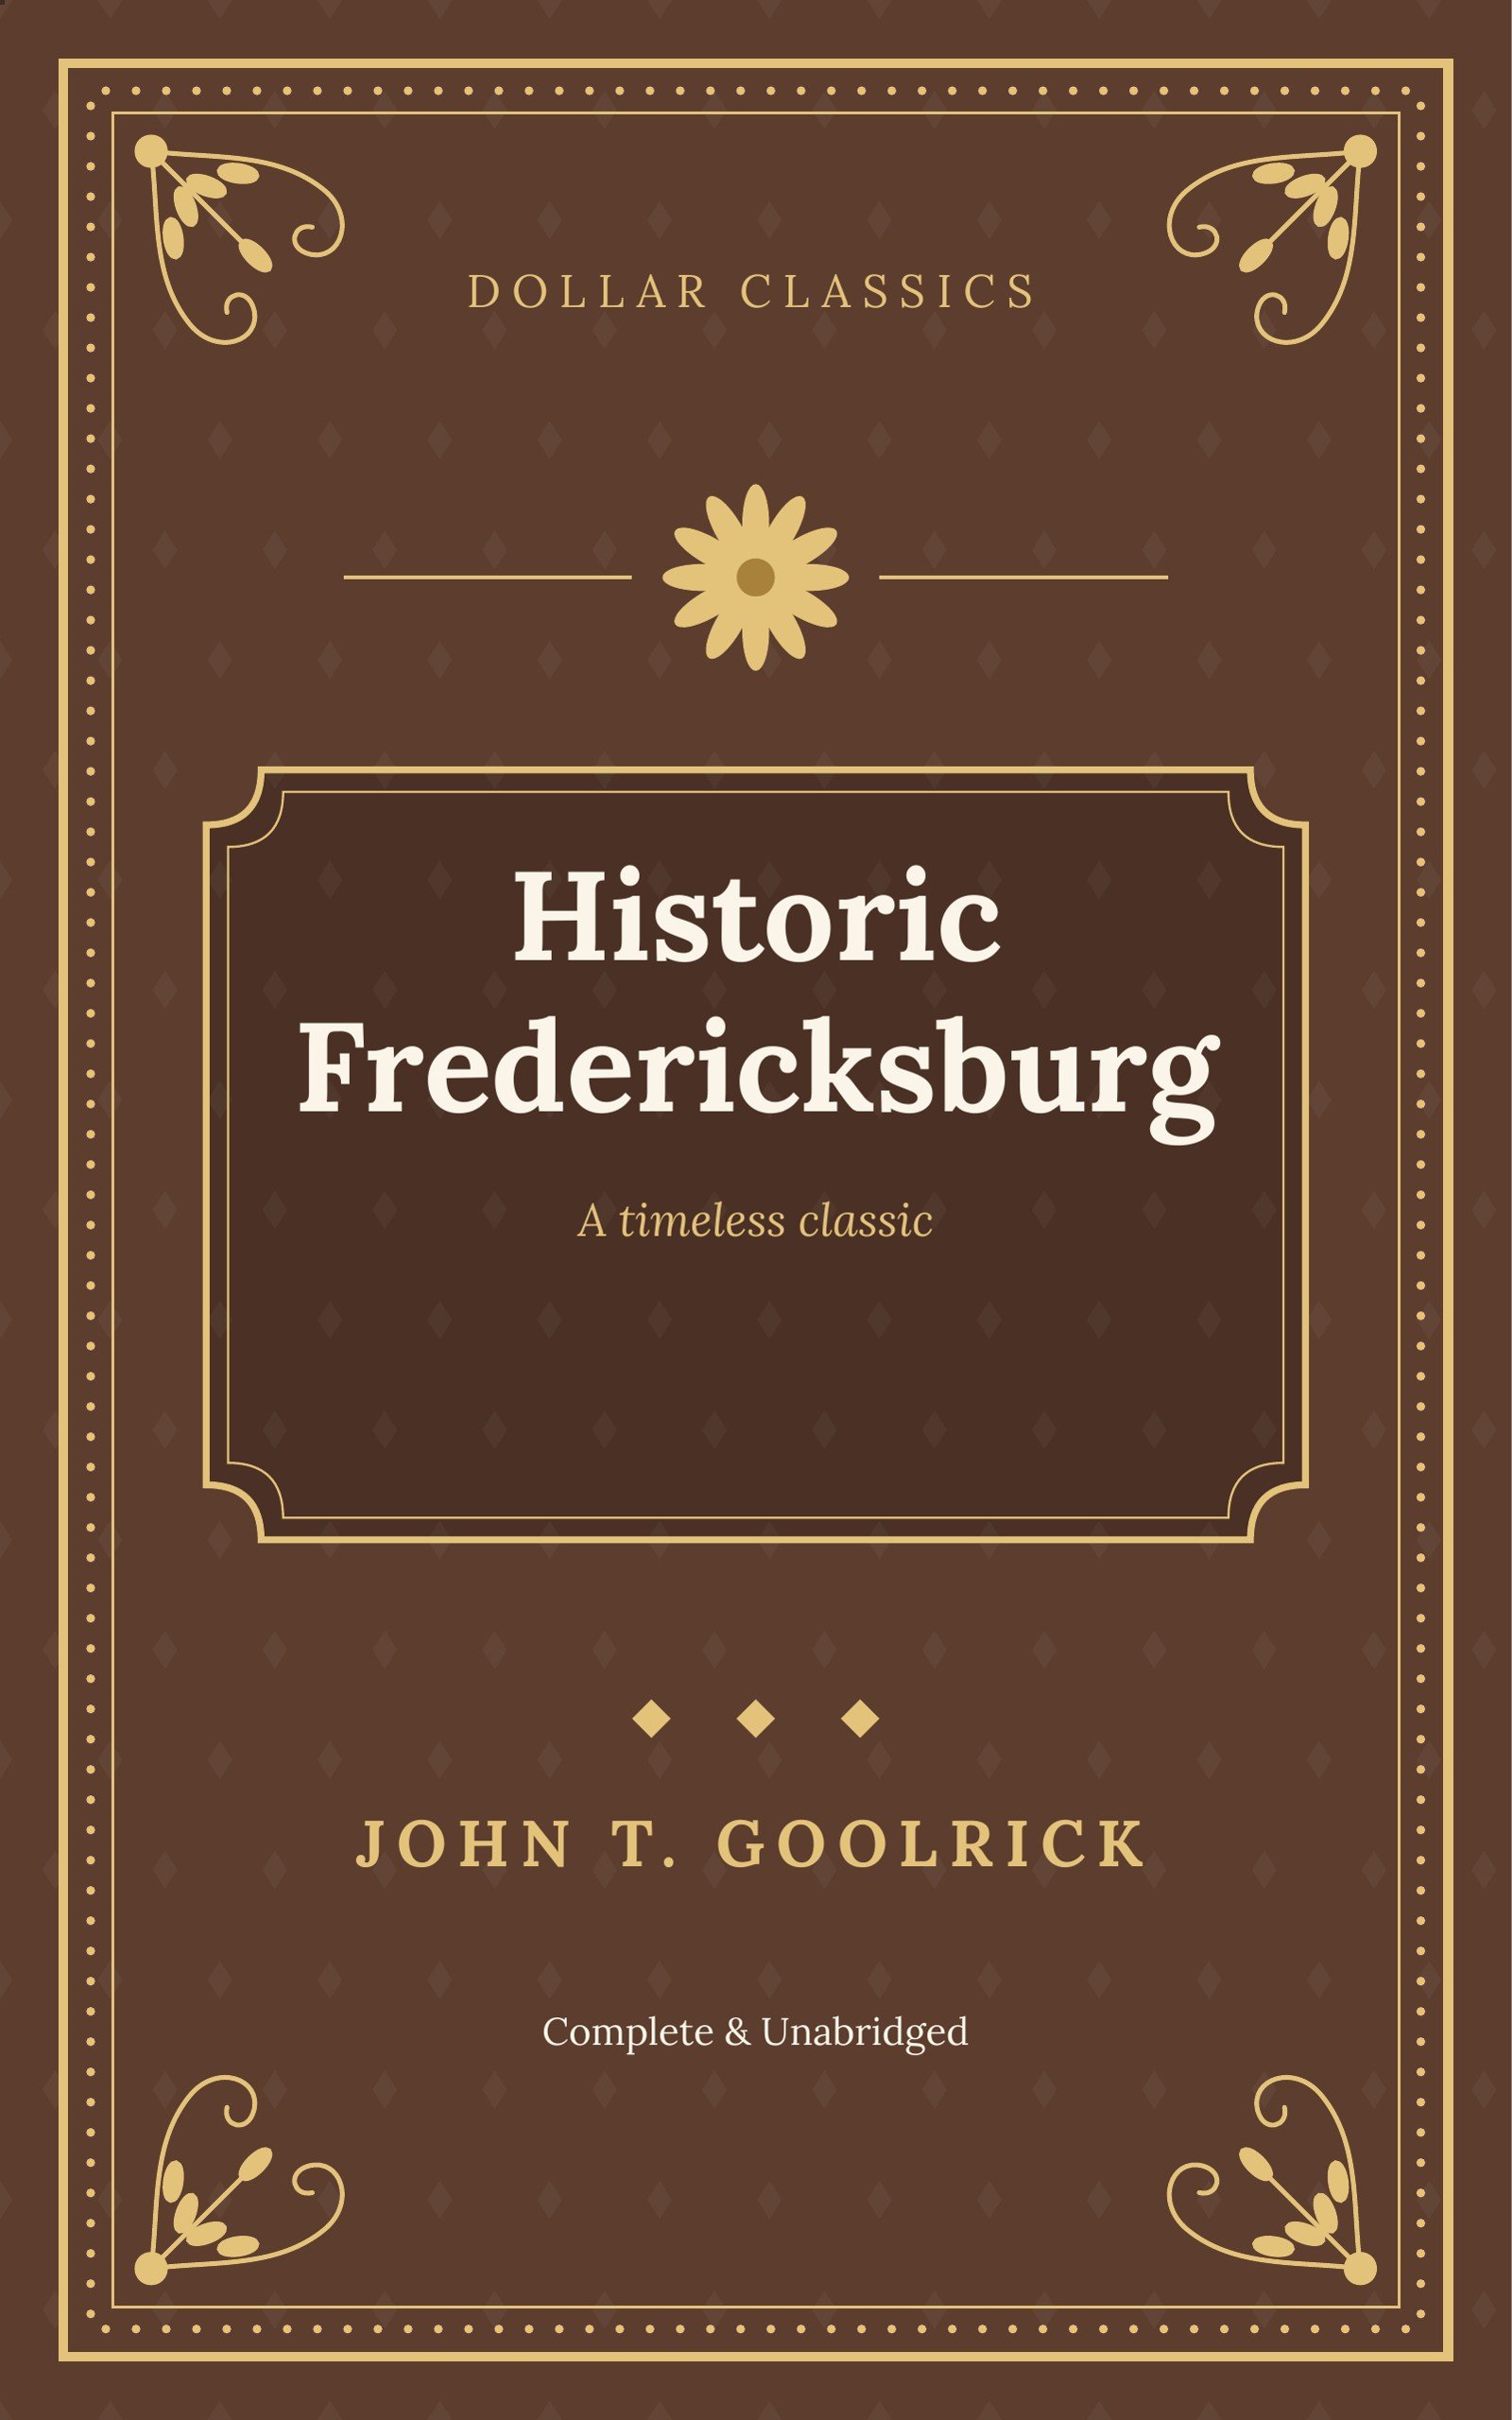 DOLLAR CLASSICS
Historic
Fredericksburg
A timeless classic
JOHN T. GOOLRICK
Complete & Unabridged